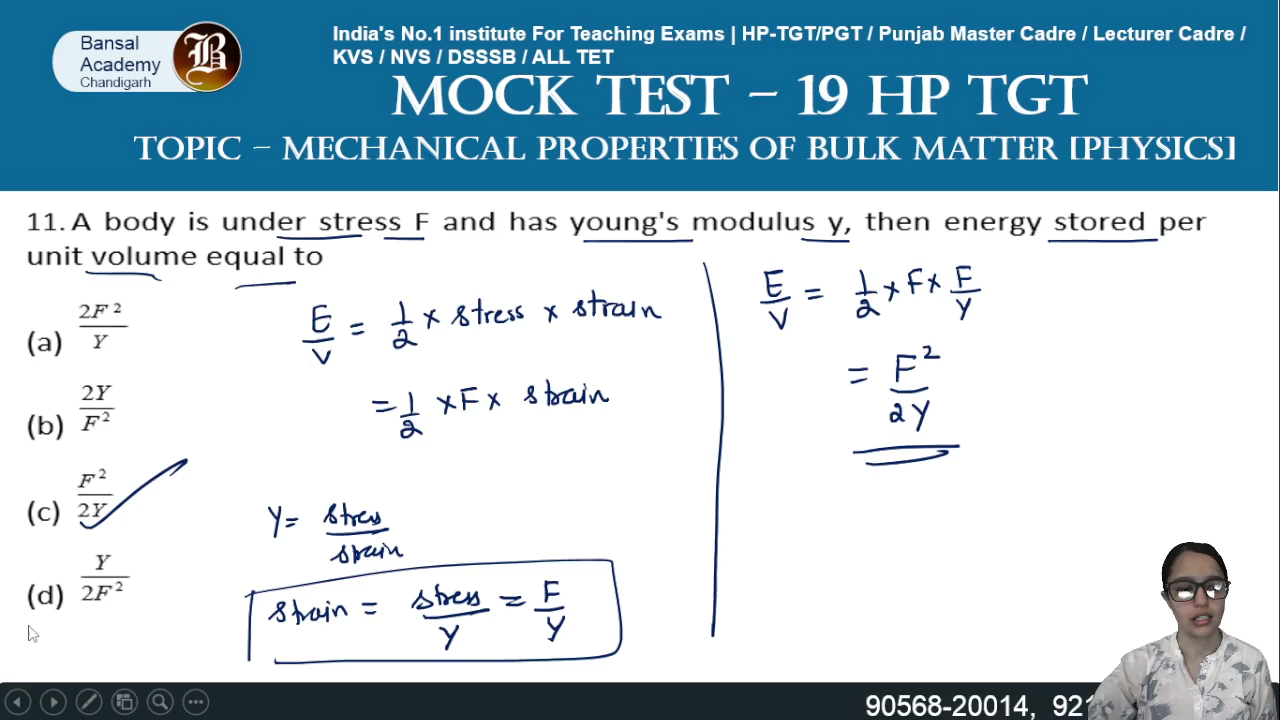 Bansal
Academy
Chandigarh
B
India's No.1 institute For Teaching Exams | HP-TGT/PGT / Punjab Master Cadre / Lecturer Cadre /
KVS / NVS / DSSSB / ALL TET
MOCK TEST – 19 HP TGT
TOPIC – MECHANICAL PROPERTIES OF BULK MATTER [PHYSICS]
11. A body is under stress F and has young's modulus y, then energy stored per
unit volume equal to
(a) 2F² / Y
(b) 2Y / F²
(c) F² / 2Y
(d) Y / 2F²
E/V = 1/2 × stress × strain
= 1/2 × F × strain
Y = stress / strain
strain = stress / Y = F / Y
E/V = 1/2 × F × F/Y
= F² / 2Y
90568-20014, 921